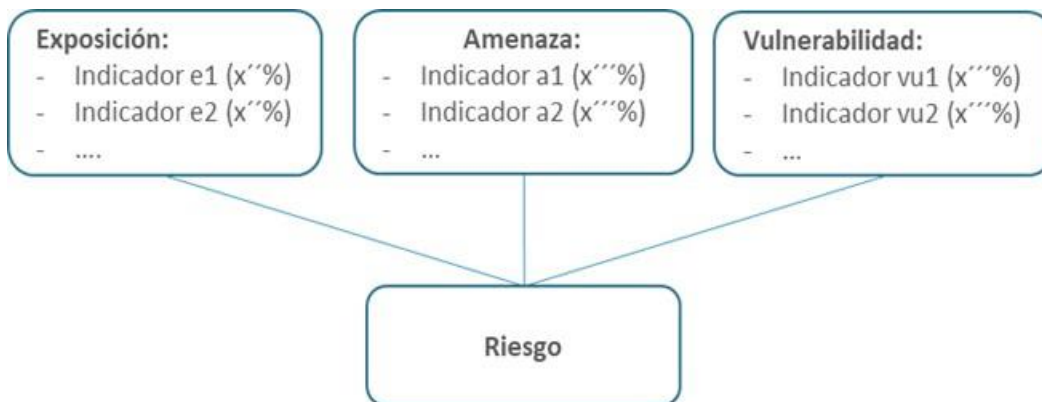 Exposición:
- Indicador e1 (x´´%)
- Indicador e2 (x´´%)
- ....
Amenaza:
- Indicador a1 (x´´´%)
- Indicador a2 (x´´´%)
- ...
Vulnerabilidad:
- Indicador vu1 (x´´´%)
- Indicador vu2 (x´´´%)
- ...
Riesgo